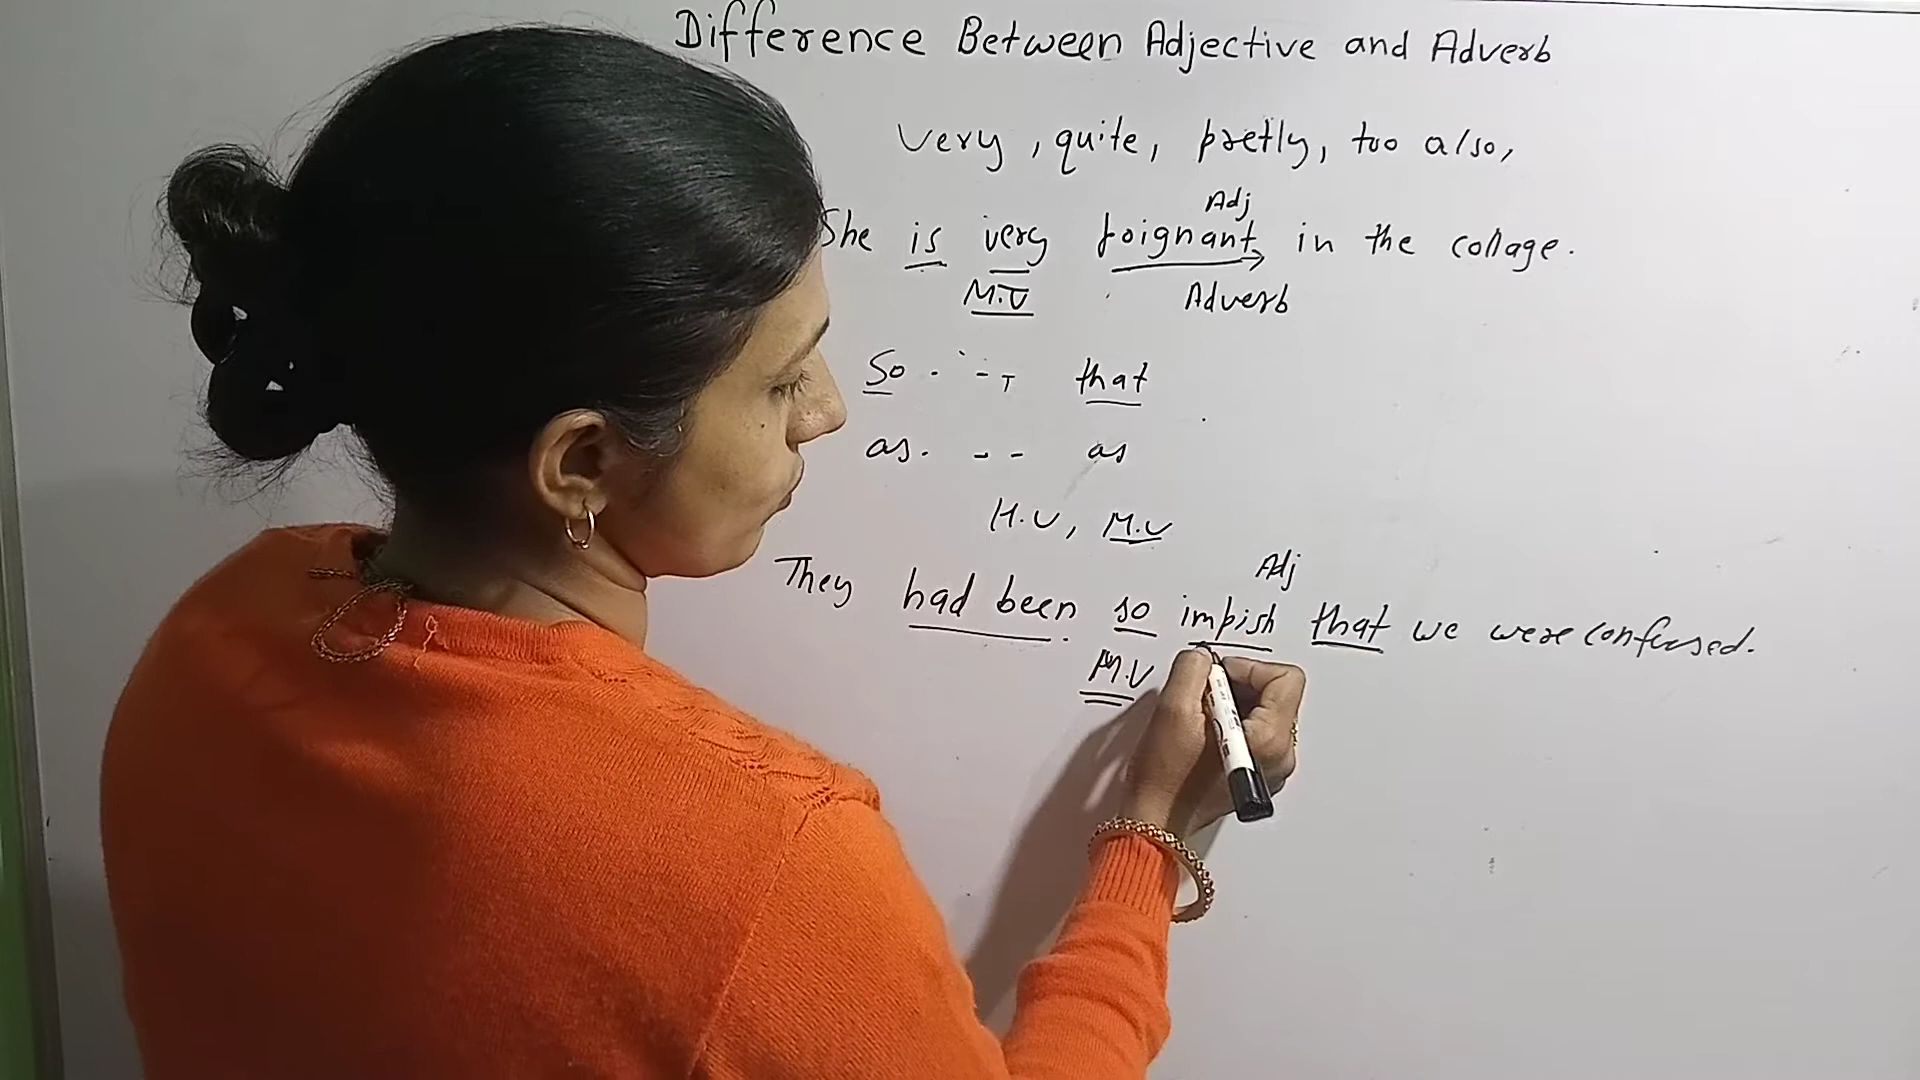 Difference Between Adjective and Adverb
Very, quite, pretly, too also,
Adj
She is very poignant in the collage.
M.V Adverb
So - - - that
as. - - as
H.V, M.V
Adj
They had been so impish that we were confused.
M.V